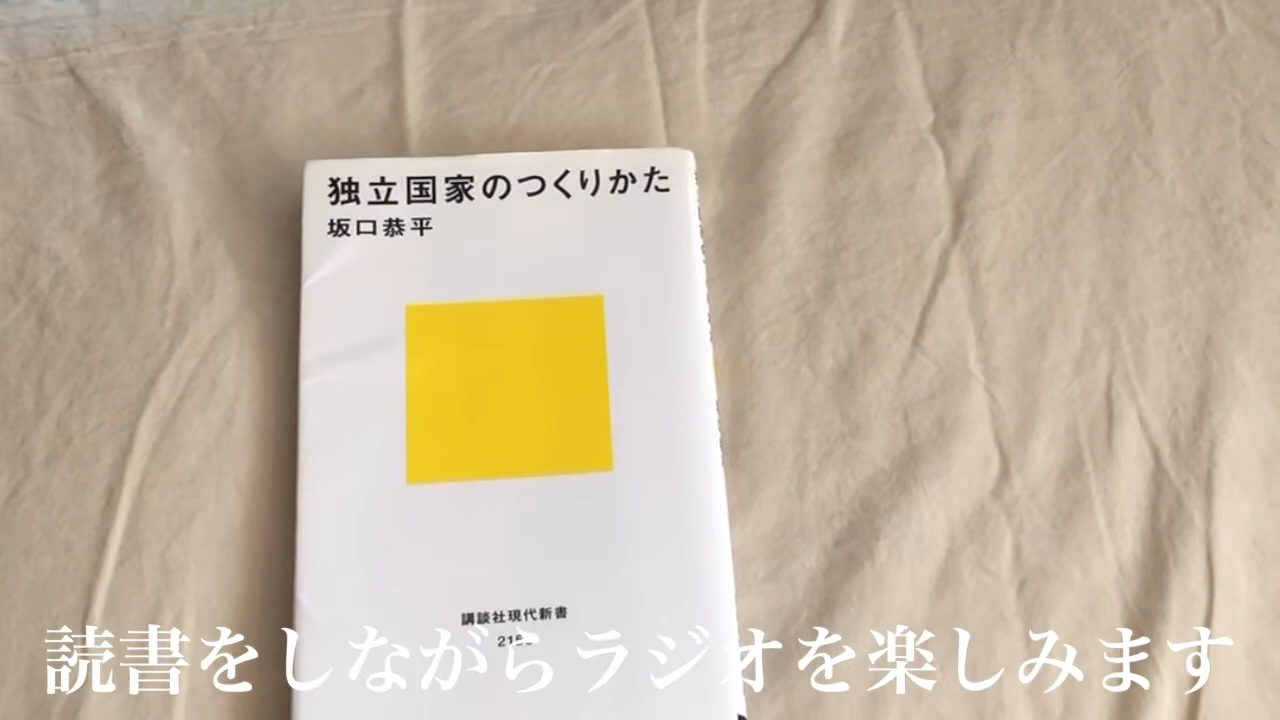 独立国家のつくりかた
坂口恭平
講談社現代新書
読書をしながらラジオを楽しみます